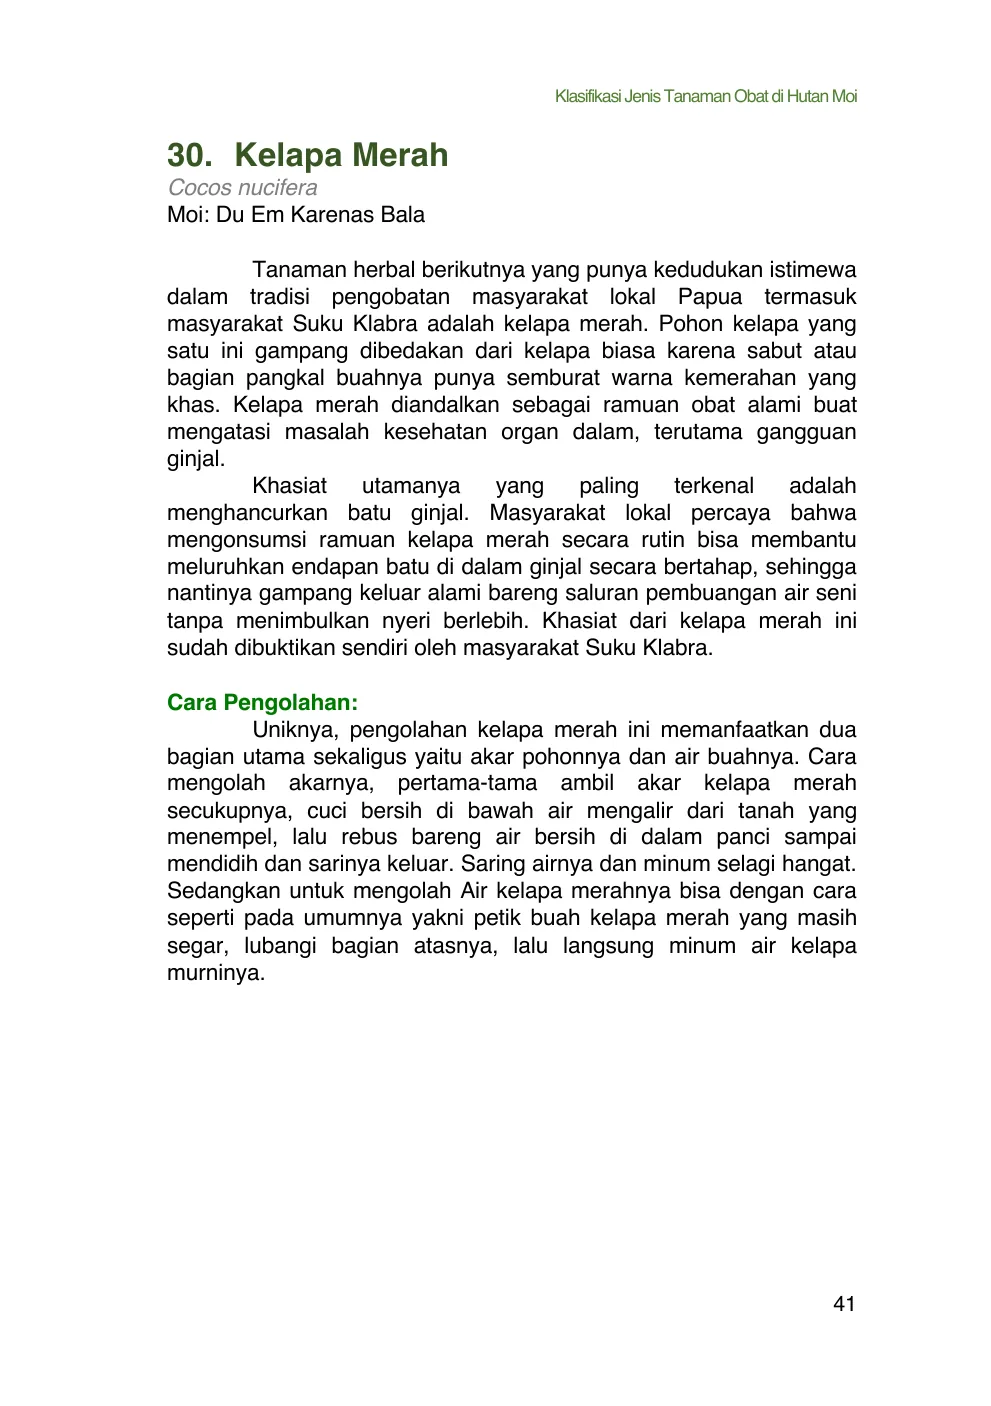 Klasifikasi Jenis Tanaman Obat di Hutan Moi
30. Kelapa Merah
Cocos nucifera
Moi: Du Em Karenas Bala
Tanaman herbal berikutnya yang punya kedudukan istimewa
dalam tradisi pengobatan masyarakat lokal Papua termasuk
masyarakat Suku Klabra adalah kelapa merah. Pohon kelapa yang
satu ini gampang dibedakan dari kelapa biasa karena sabut atau
bagian pangkal buahnya punya semburat warna kemerahan yang
khas. Kelapa merah diandalkan sebagai ramuan obat alami buat
mengatasi masalah kesehatan organ dalam, terutama gangguan
ginjal.
Khasiat utamanya yang paling terkenal adalah
menghancurkan batu ginjal. Masyarakat lokal percaya bahwa
mengonsumsi ramuan kelapa merah secara rutin bisa membantu
meluruhkan endapan batu di dalam ginjal secara bertahap, sehingga
nantinya gampang keluar alami bareng saluran pembuangan air seni
tanpa menimbulkan nyeri berlebih. Khasiat dari kelapa merah ini
sudah dibuktikan sendiri oleh masyarakat Suku Klabra.
Cara Pengolahan:
Uniknya, pengolahan kelapa merah ini memanfaatkan dua
bagian utama sekaligus yaitu akar pohonnya dan air buahnya. Cara
mengolah akarnya, pertama-tama ambil akar kelapa merah
secukupnya, cuci bersih di bawah air mengalir dari tanah yang
menempel, lalu rebus bareng air bersih di dalam panci sampai
mendidih dan sarinya keluar. Saring airnya dan minum selagi hangat.
Sedangkan untuk mengolah Air kelapa merahnya bisa dengan cara
seperti pada umumnya yakni petik buah kelapa merah yang masih
segar, lubangi bagian atasnya, lalu langsung minum air kelapa
murninya.
41